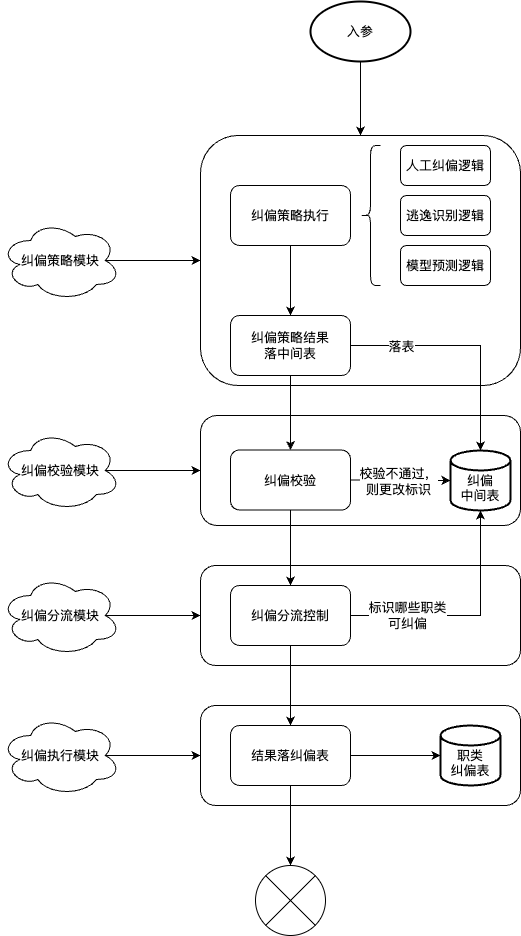 入参
人工纠偏逻辑
纠偏策略执行
逃逸识别逻辑
模型预测逻辑
纠偏策略模块
纠偏策略结果
落中间表
落表
纠偏校验模块
纠偏校验
校验不通过，
则更改标识
纠偏
中间表
纠偏分流模块
纠偏分流控制
标识哪些职类
可纠偏
纠偏执行模块
结果落纠偏表
职类
纠偏表